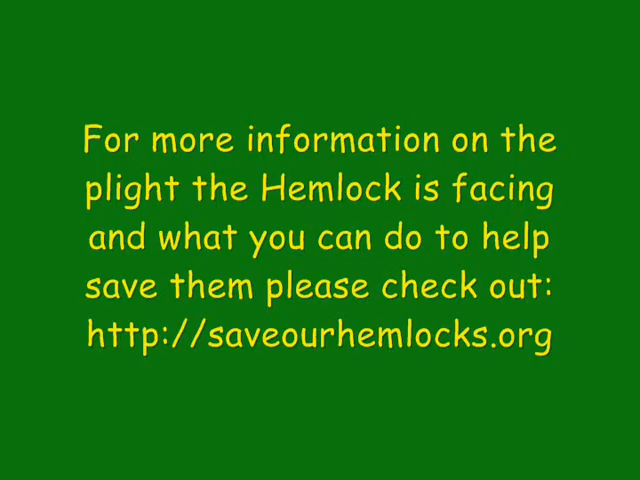 For more information on the
plight the Hemlock is facing
and what you can do to help
save them please check out:
http://saveourhemlocks.org